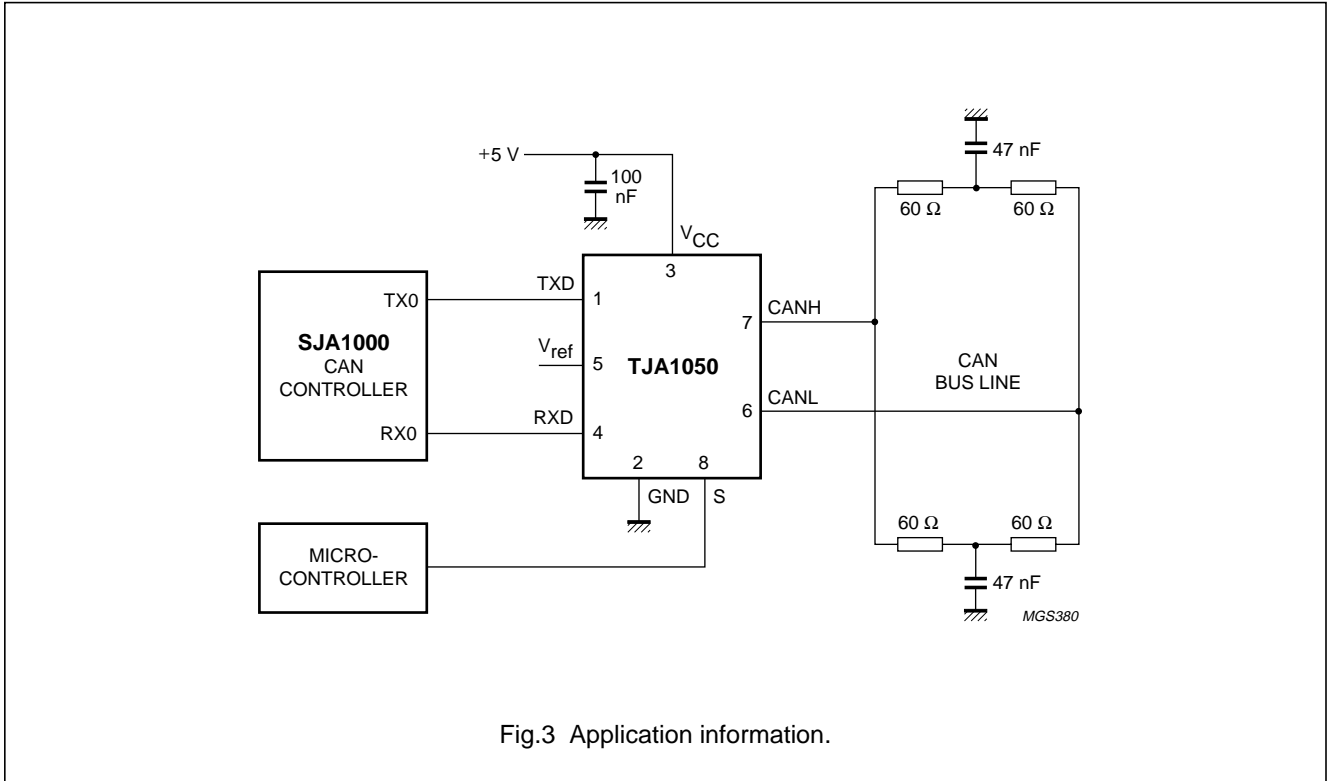 47 nF
+5 V
100
nF
60 Ω
60 Ω
VCC
3
TXD
TX0
1
CANH
7
SJA1000
CAN
CONTROLLER
Vref
5
TJA1050
CAN
BUS LINE
CANL
6
RXD
RX0
4
2
8
GND
S
60 Ω
60 Ω
MICRO-
CONTROLLER
47 nF
MGS380
Fig.3 Application information.